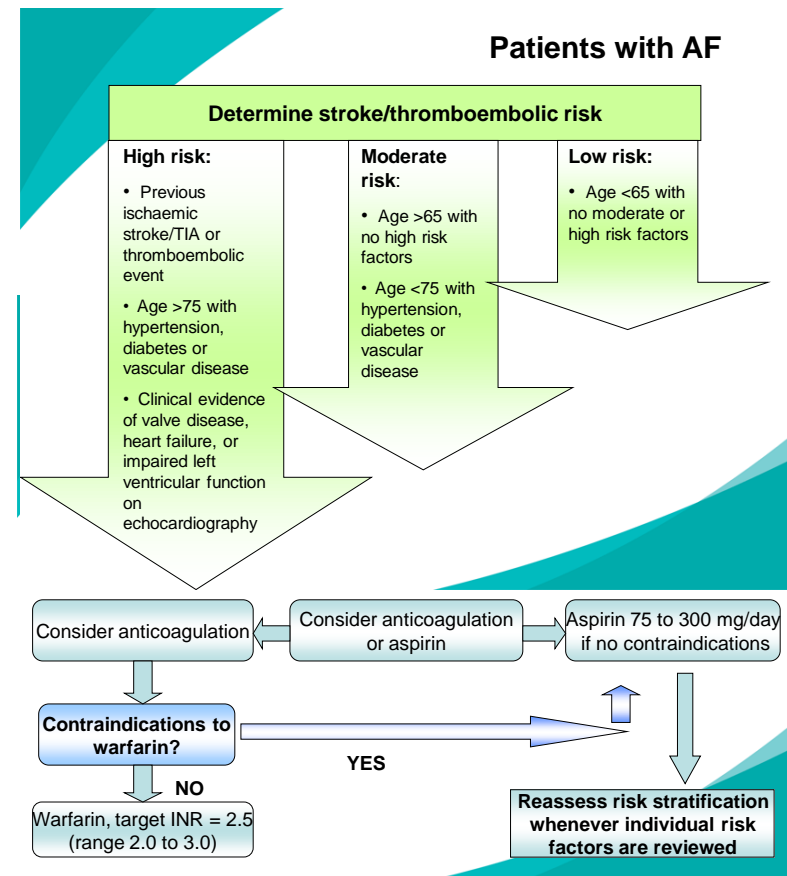 Patients with AF
Determine stroke/thromboembolic risk
High risk:
• Previous
ischaemic
stroke/TIA or
thromboembolic
event
• Age >75 with
hypertension,
diabetes or
vascular disease
• Clinical evidence
of valve disease,
heart failure, or
impaired left
ventricular function
on
echocardiography
Moderate
risk:
• Age >65 with
no high risk
factors
• Age <75 with
hypertension,
diabetes or
vascular
disease
Low risk:
• Age <65 with
no moderate or
high risk factors
Consider anticoagulation
Consider anticoagulation
or aspirin
Aspirin 75 to 300 mg/day
if no contraindications
Contraindications to
warfarin?
YES
NO
Warfarin, target INR = 2.5
(range 2.0 to 3.0)
Reassess risk stratification
whenever individual risk
factors are reviewed